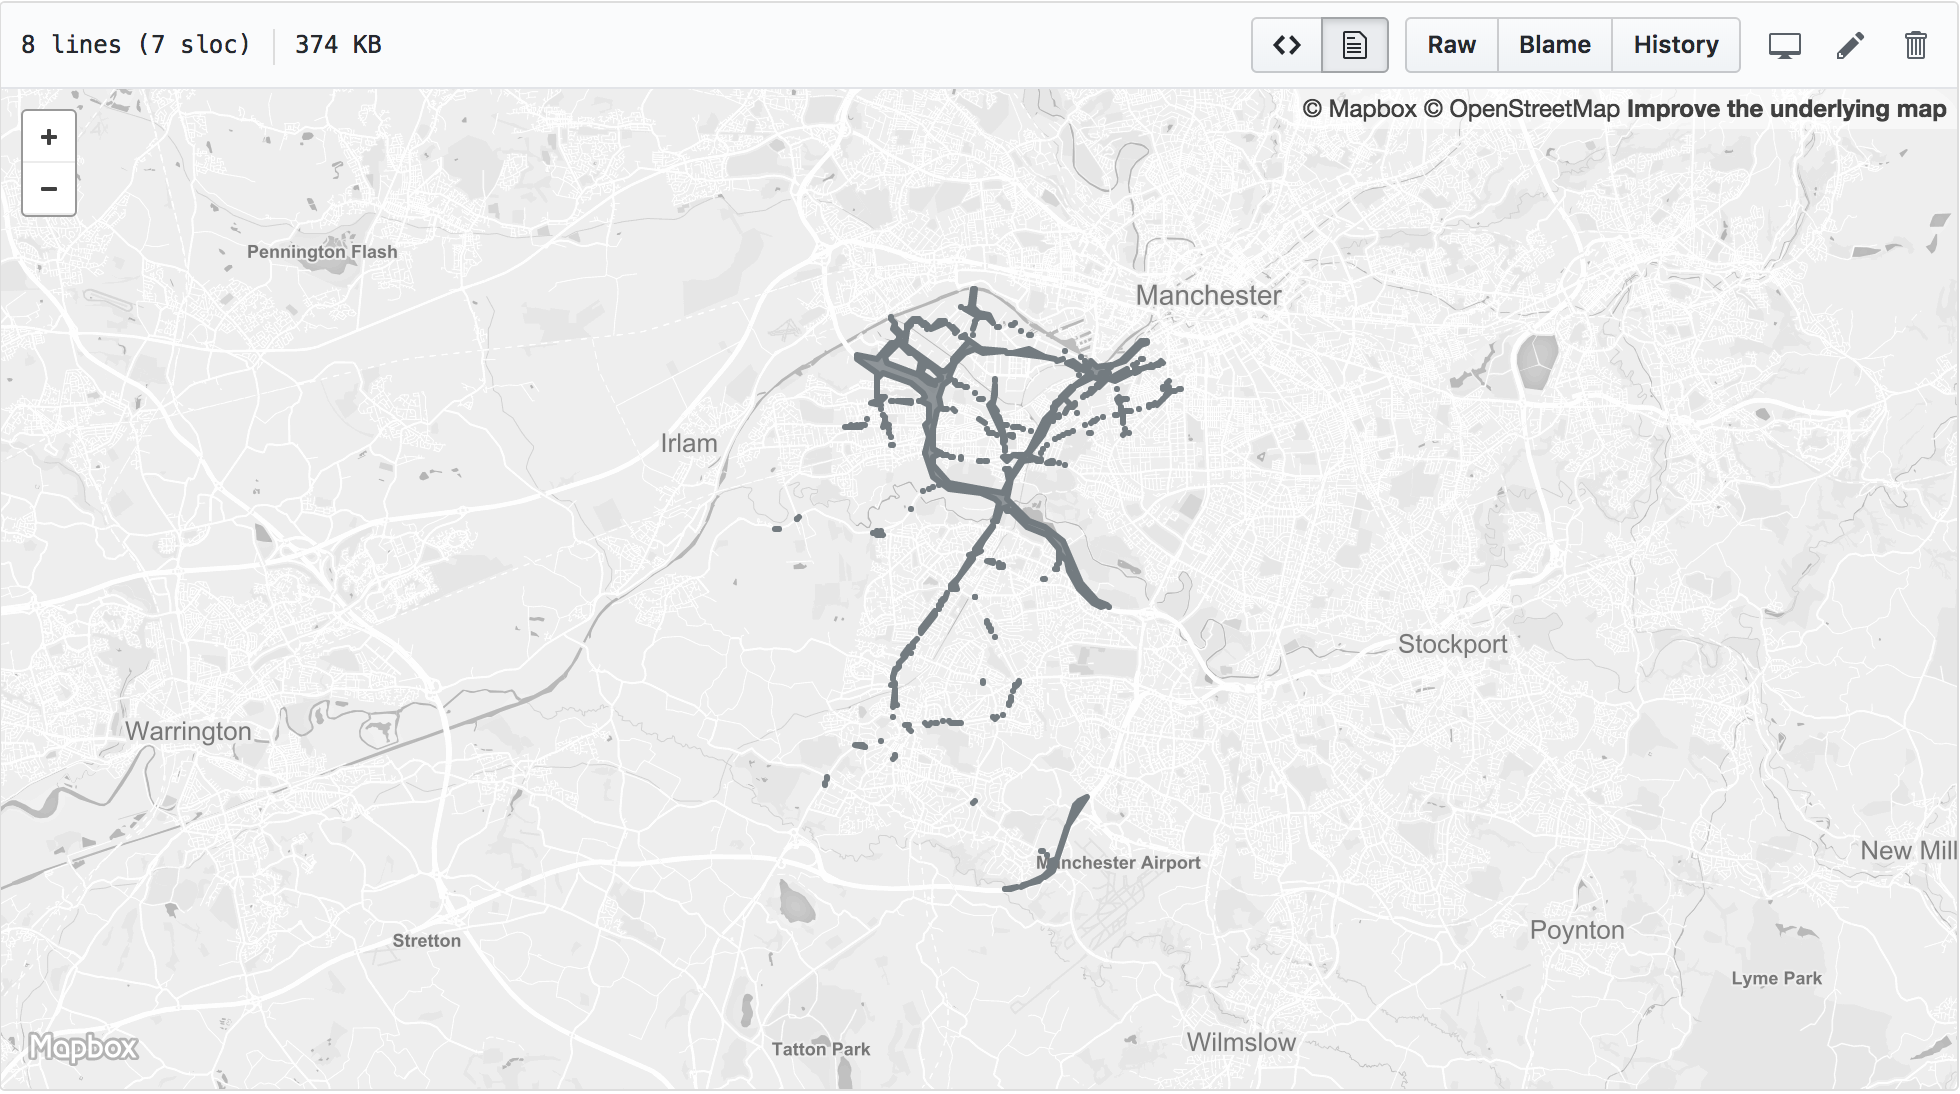 8 lines (7 sloc) 374 KB
Raw Blame History
© Mapbox © OpenStreetMap Improve the underlying map
+
−
Pennington Flash
Manchester
Irlam
Stockport
Warrington
Manchester Airport
New Mill
Stretton
Poynton
Lyme Park
Wilmslow
Tatton Park
Mapbox